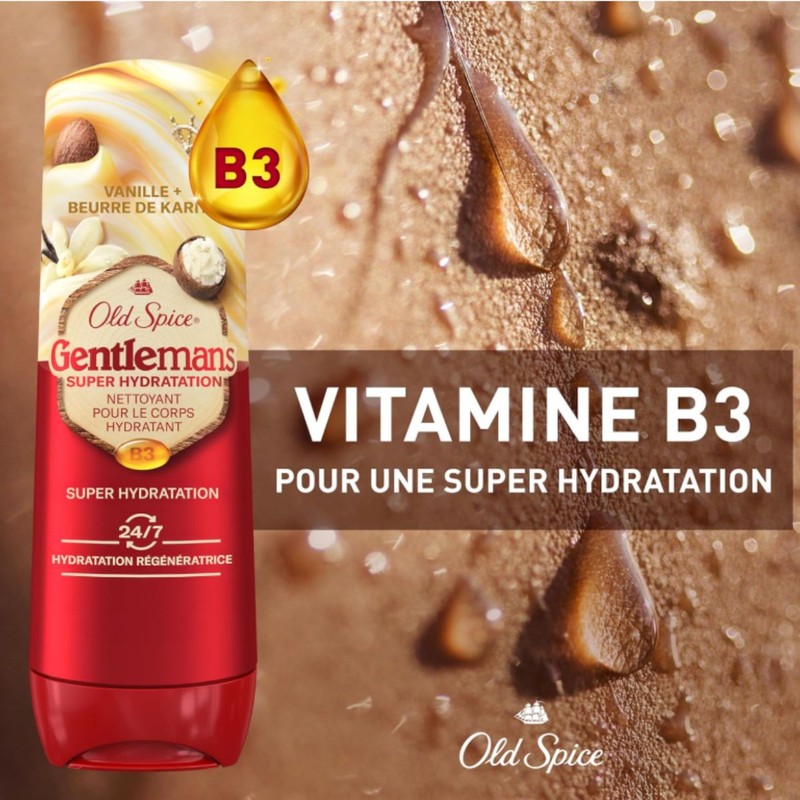 B3
VANILLE +
BEURRE DE
Old Spice®
Gentlemans
SUPER HYDRATATION
NETTOYANT
POUR LE CORPS
HYDRATANT
B3
SUPER HYDRATATION
24/7
HYDRATATION RÉGÉNÉRATRICE
VITAMINE B3
POUR UNE SUPER HYDRATATION
Old Spice